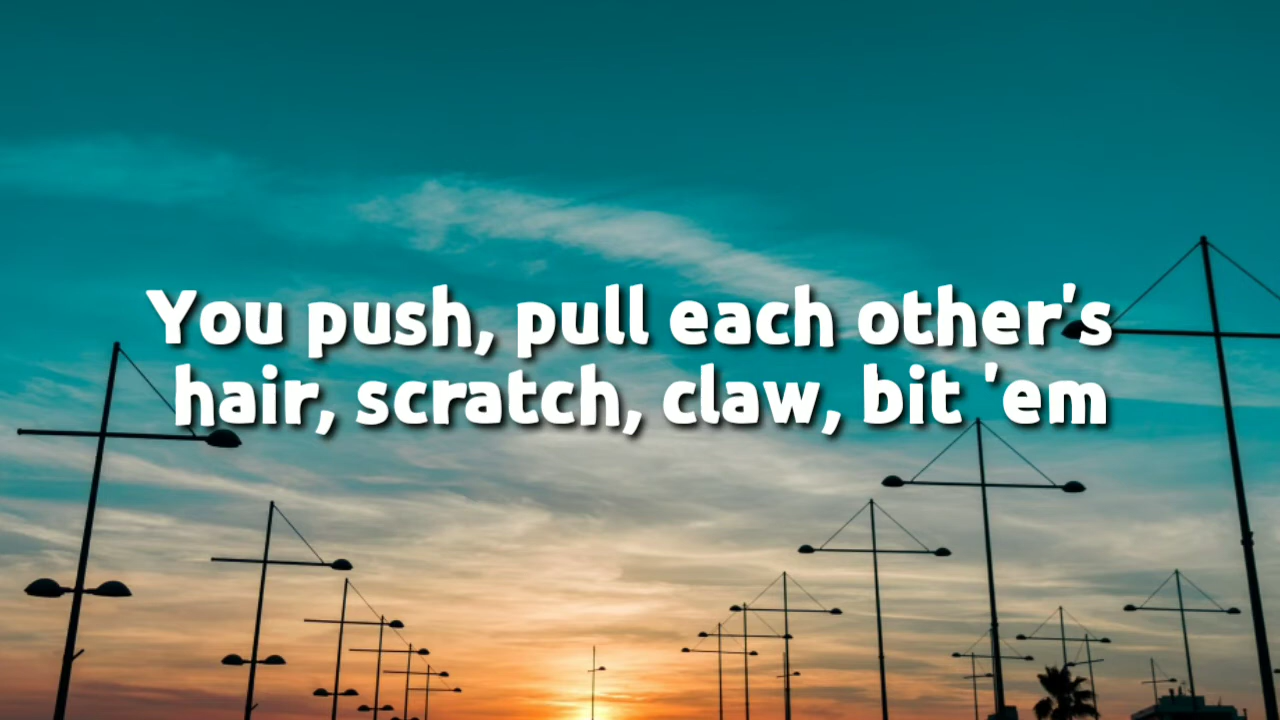 You push, pull each other's
hair, scratch, claw, bit 'em